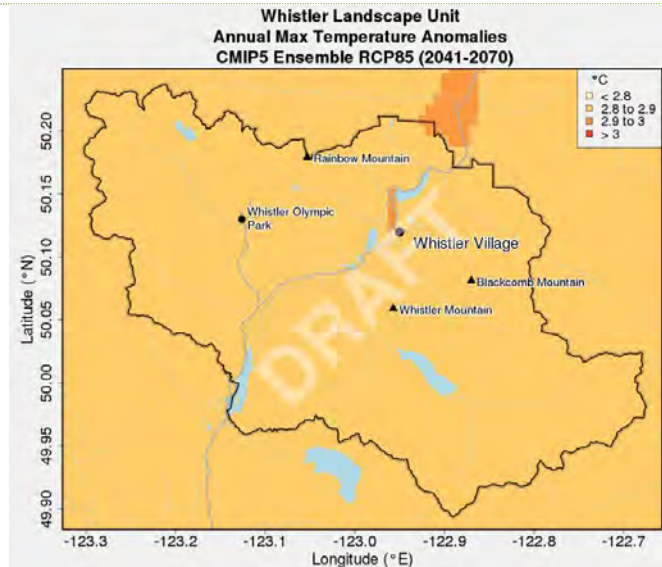 Whistler Landscape Unit
Annual Max Temperature Anomalies
CMIP5 Ensemble RCP85 (2041-2070)
°C
< 2.8
2.8 to 2.9
2.9 to 3
> 3
50.20
50.15
50.10
50.05
50.00
49.95
49.90
Latitude (°N)
Rainbow Mountain
Whistler Olympic
Park
Whistler Village
Blackcomb Mountain
Whistler Mountain
DRAFT
-123.3
-123.2
-123.1
-123.0
-122.9
-122.8
-122.7
Longitude (°E)